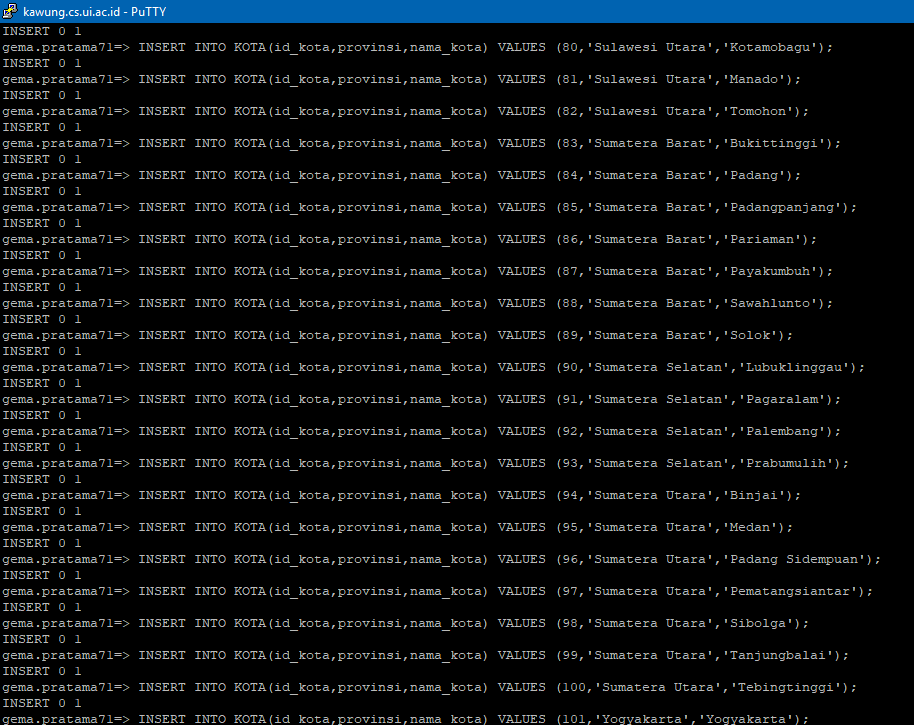 kawung.cs.ui.ac.id - PuTTY
INSERT 0 1
gema.pratama71=> INSERT INTO KOTA(id_kota,provinsi,nama_kota) VALUES (80,'Sulawesi Utara','Kotamobagu');
INSERT 0 1
gema.pratama71=> INSERT INTO KOTA(id_kota,provinsi,nama_kota) VALUES (81,'Sulawesi Utara','Manado');
INSERT 0 1
gema.pratama71=> INSERT INTO KOTA(id_kota,provinsi,nama_kota) VALUES (82,'Sulawesi Utara','Tomohon');
INSERT 0 1
gema.pratama71=> INSERT INTO KOTA(id_kota,provinsi,nama_kota) VALUES (83,'Sumatera Barat','Bukittinggi');
INSERT 0 1
gema.pratama71=> INSERT INTO KOTA(id_kota,provinsi,nama_kota) VALUES (84,'Sumatera Barat','Padang');
INSERT 0 1
gema.pratama71=> INSERT INTO KOTA(id_kota,provinsi,nama_kota) VALUES (85,'Sumatera Barat','Padangpanjang');
INSERT 0 1
gema.pratama71=> INSERT INTO KOTA(id_kota,provinsi,nama_kota) VALUES (86,'Sumatera Barat','Pariaman');
INSERT 0 1
gema.pratama71=> INSERT INTO KOTA(id_kota,provinsi,nama_kota) VALUES (87,'Sumatera Barat','Payakumbuh');
INSERT 0 1
gema.pratama71=> INSERT INTO KOTA(id_kota,provinsi,nama_kota) VALUES (88,'Sumatera Barat','Sawahlunto');
INSERT 0 1
gema.pratama71=> INSERT INTO KOTA(id_kota,provinsi,nama_kota) VALUES (89,'Sumatera Barat','Solok');
INSERT 0 1
gema.pratama71=> INSERT INTO KOTA(id_kota,provinsi,nama_kota) VALUES (90,'Sumatera Selatan','Lubuklinggau');
INSERT 0 1
gema.pratama71=> INSERT INTO KOTA(id_kota,provinsi,nama_kota) VALUES (91,'Sumatera Selatan','Pagaralam');
INSERT 0 1
gema.pratama71=> INSERT INTO KOTA(id_kota,provinsi,nama_kota) VALUES (92,'Sumatera Selatan','Palembang');
INSERT 0 1
gema.pratama71=> INSERT INTO KOTA(id_kota,provinsi,nama_kota) VALUES (93,'Sumatera Selatan','Prabumulih');
INSERT 0 1
gema.pratama71=> INSERT INTO KOTA(id_kota,provinsi,nama_kota) VALUES (94,'Sumatera Utara','Binjai');
INSERT 0 1
gema.pratama71=> INSERT INTO KOTA(id_kota,provinsi,nama_kota) VALUES (95,'Sumatera Utara','Medan');
INSERT 0 1
gema.pratama71=> INSERT INTO KOTA(id_kota,provinsi,nama_kota) VALUES (96,'Sumatera Utara','Padang Sidempuan');
INSERT 0 1
gema.pratama71=> INSERT INTO KOTA(id_kota,provinsi,nama_kota) VALUES (97,'Sumatera Utara','Pematangsiantar');
INSERT 0 1
gema.pratama71=> INSERT INTO KOTA(id_kota,provinsi,nama_kota) VALUES (98,'Sumatera Utara','Sibolga');
INSERT 0 1
gema.pratama71=> INSERT INTO KOTA(id_kota,provinsi,nama_kota) VALUES (99,'Sumatera Utara','Tanjungbalai');
INSERT 0 1
gema.pratama71=> INSERT INTO KOTA(id_kota,provinsi,nama_kota) VALUES (100,'Sumatera Utara','Tebingtinggi');
INSERT 0 1
gema.pratama71=> INSERT INTO KOTA(id_kota,provinsi,nama_kota) VALUES (101,'Yogyakarta','Yogyakarta');